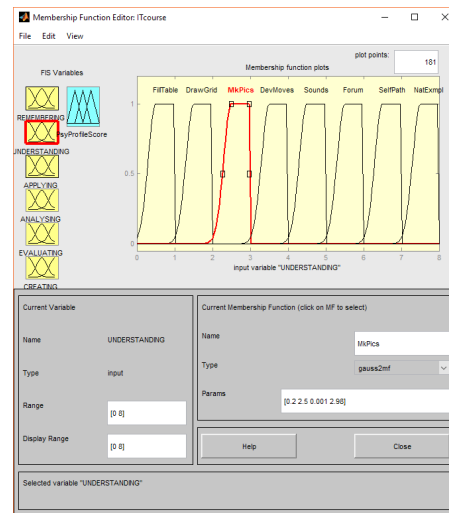 Membership Function Editor: ITcourse
File Edit View
FIS Variables
REMEMBERING
PsyProfileScore
UNDERSTANDING
APPLYING
ANALYSING
EVALUATING
CREATING
plot points: 181
Membership function plots
FillTable DrawGrid MkPics DevMoves Sounds Forum SelfPath NatExmpl
1
0.5
0
0 1 2 3 4 5 6 7 8
input variable "UNDERSTANDING"
Current Variable
Name UNDERSTANDING
Type input
Range [0 8]
Display Range [0 8]
Current Membership Function (click on MF to select)
Name MkPics
Type gauss2mf
Params [0.2 2.5 0.001 2.98]
Help Close
Selected variable "UNDERSTANDING"